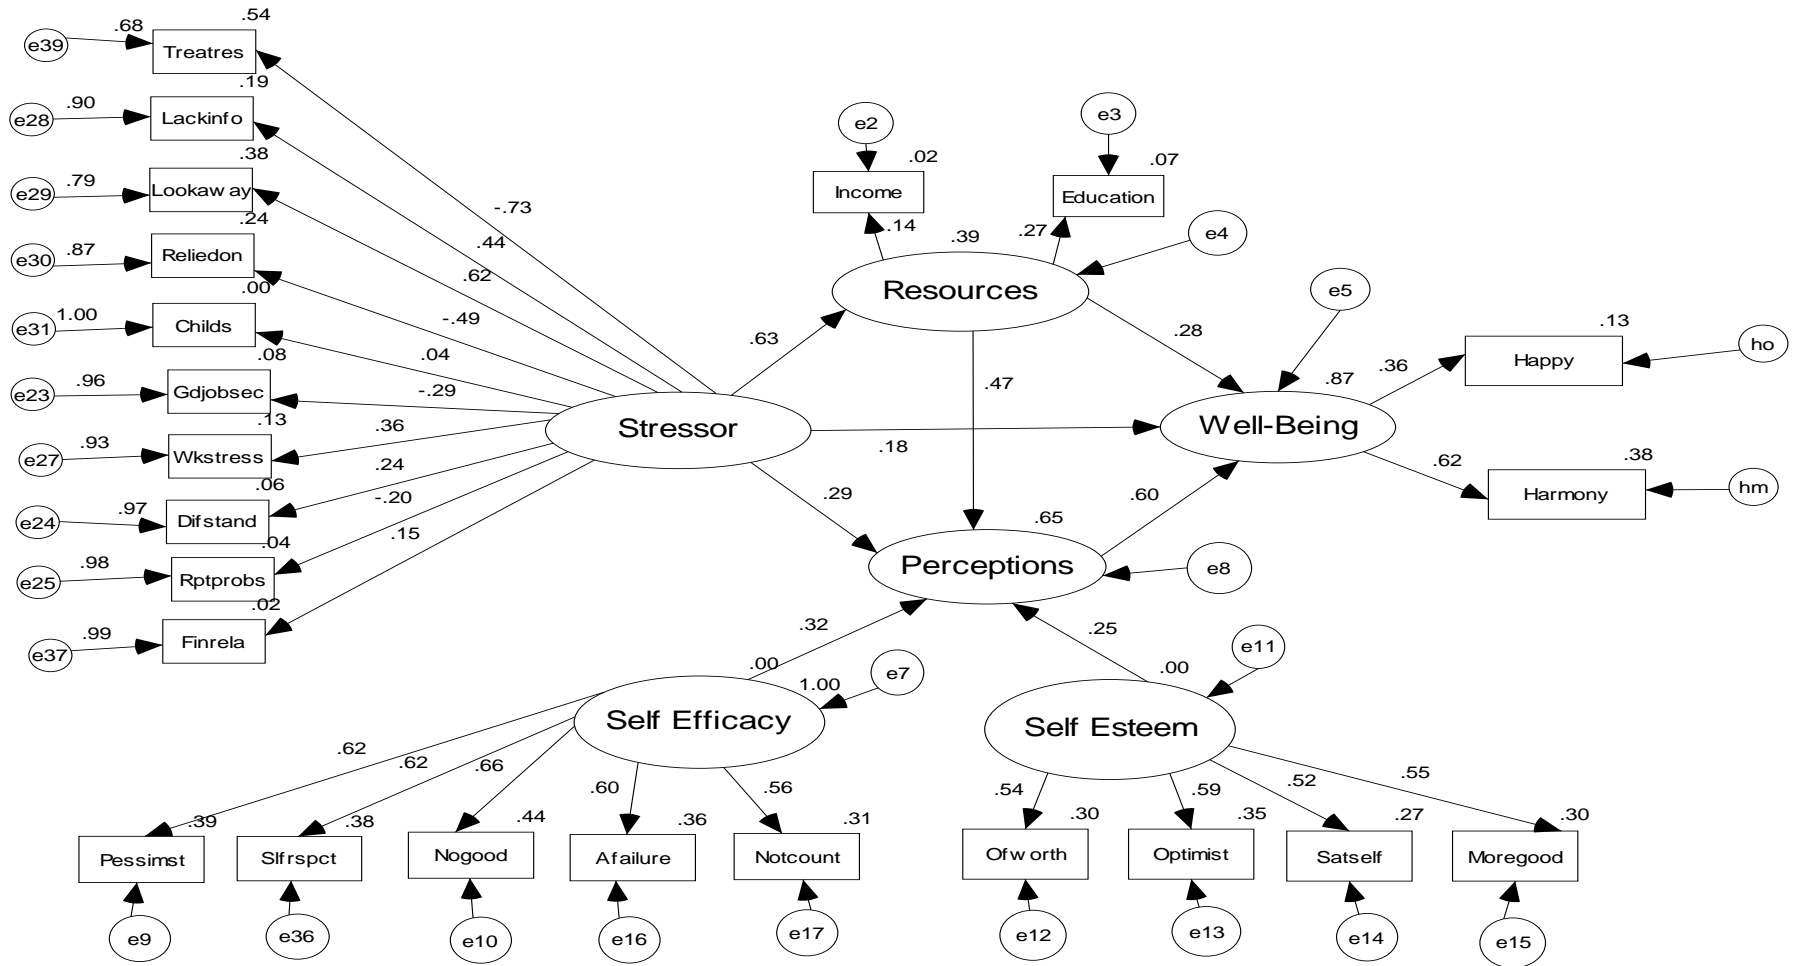 .54
.68
e39
Treatres
.19
.90
e28
Lackinfo
.38
.79
e29
Lookaway
.24
.87
e30
Reliedon
.00
1.00
e31
Childs
.08
.96
e23
Gdjobsec
.13
.93
e27
Wkstress
.06
.97
e24
Difstand
.04
.98
e25
Rptprobs
.02
.99
e37
Finrela
-.73
.44
.62
-.49
.04
-.29
.36
.24
-.20
.15
Stressor
.63
.18
.29
e2
.02
Income
.14
e3
.07
Education
.27
.39
e4
Resources
.28
.47
e5
.87
Well-Being
.36
.13
Happy
ho
.62
.38
Harmony
hm
.60
.65
Perceptions
e8
.32
.25
.00
1.00
e7
Self Efficacy
.00
e11
Self Esteem
.62
.62
.66
.60
.56
.54
.59
.52
.55
.39
.38
.44
.36
.31
.30
.35
.27
.30
Pessimst
Slfrspct
Nogood
Afailure
Notcount
Ofworth
Optimist
Satself
Moregood
e9
e36
e10
e16
e17
e12
e13
e14
e15